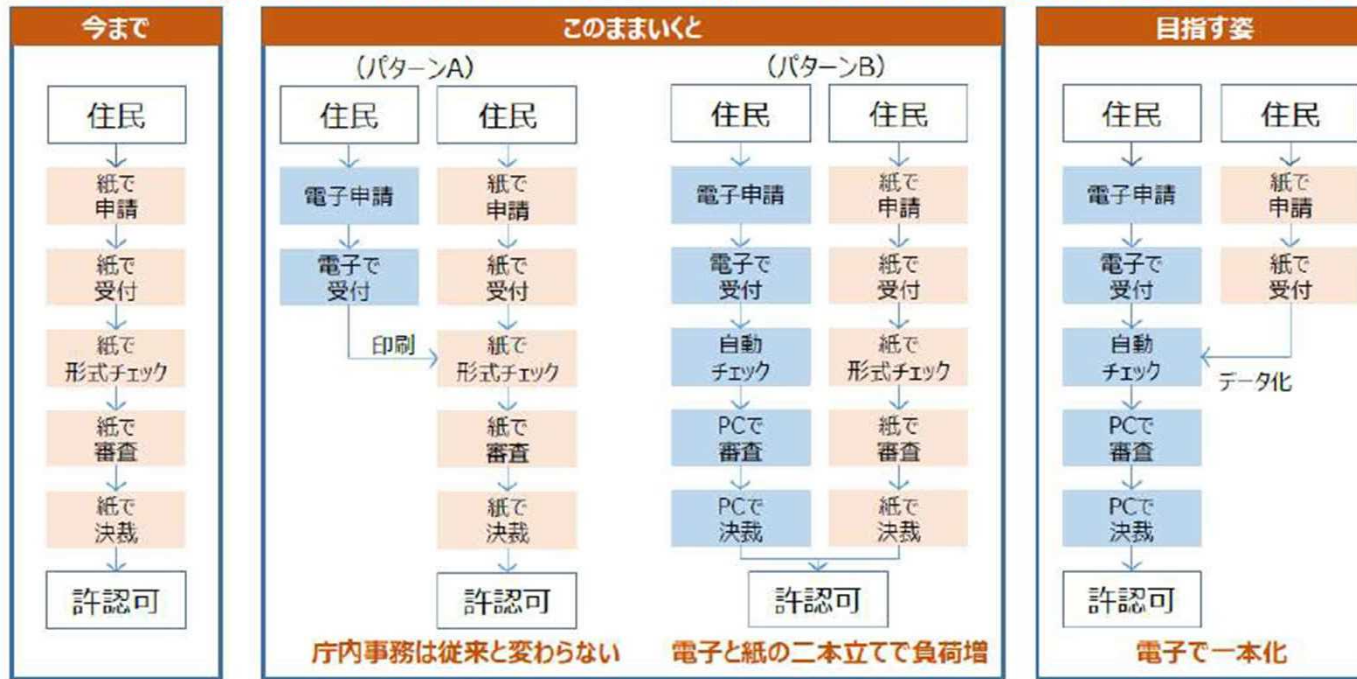 今まで
住民
紙で
申請
紙で
受付
紙で
形式チェック
紙で
審査
紙で
決裁
許認可
このままいくと
（パターンA）
住民
電子申請
電子で
受付
印刷
住民
紙で
申請
紙で
受付
紙で
形式チェック
紙で
審査
紙で
決裁
許認可
庁内事務は従来と変わらない
（パターンB）
住民
電子申請
電子で
受付
自動
チェック
PCで
審査
PCで
決裁
住民
紙で
申請
紙で
受付
紙で
形式チェック
紙で
審査
紙で
決裁
許認可
電子と紙の二本立てで負荷増
目指す姿
住民
電子申請
電子で
受付
自動
チェック
PCで
審査
PCで
決裁
許認可
住民
紙で
申請
紙で
受付
データ化
電子で一本化